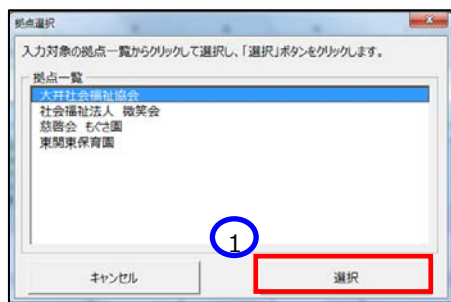 拠点選択
入力対象の拠点一覧からクリックして選択し、「選択」ボタンをクリックします。
拠点一覧
大井社会福祉協会
社会福祉法人 微笑会
慈啓会 もぐさ園
東関東保育園
1
キャンセル
選択